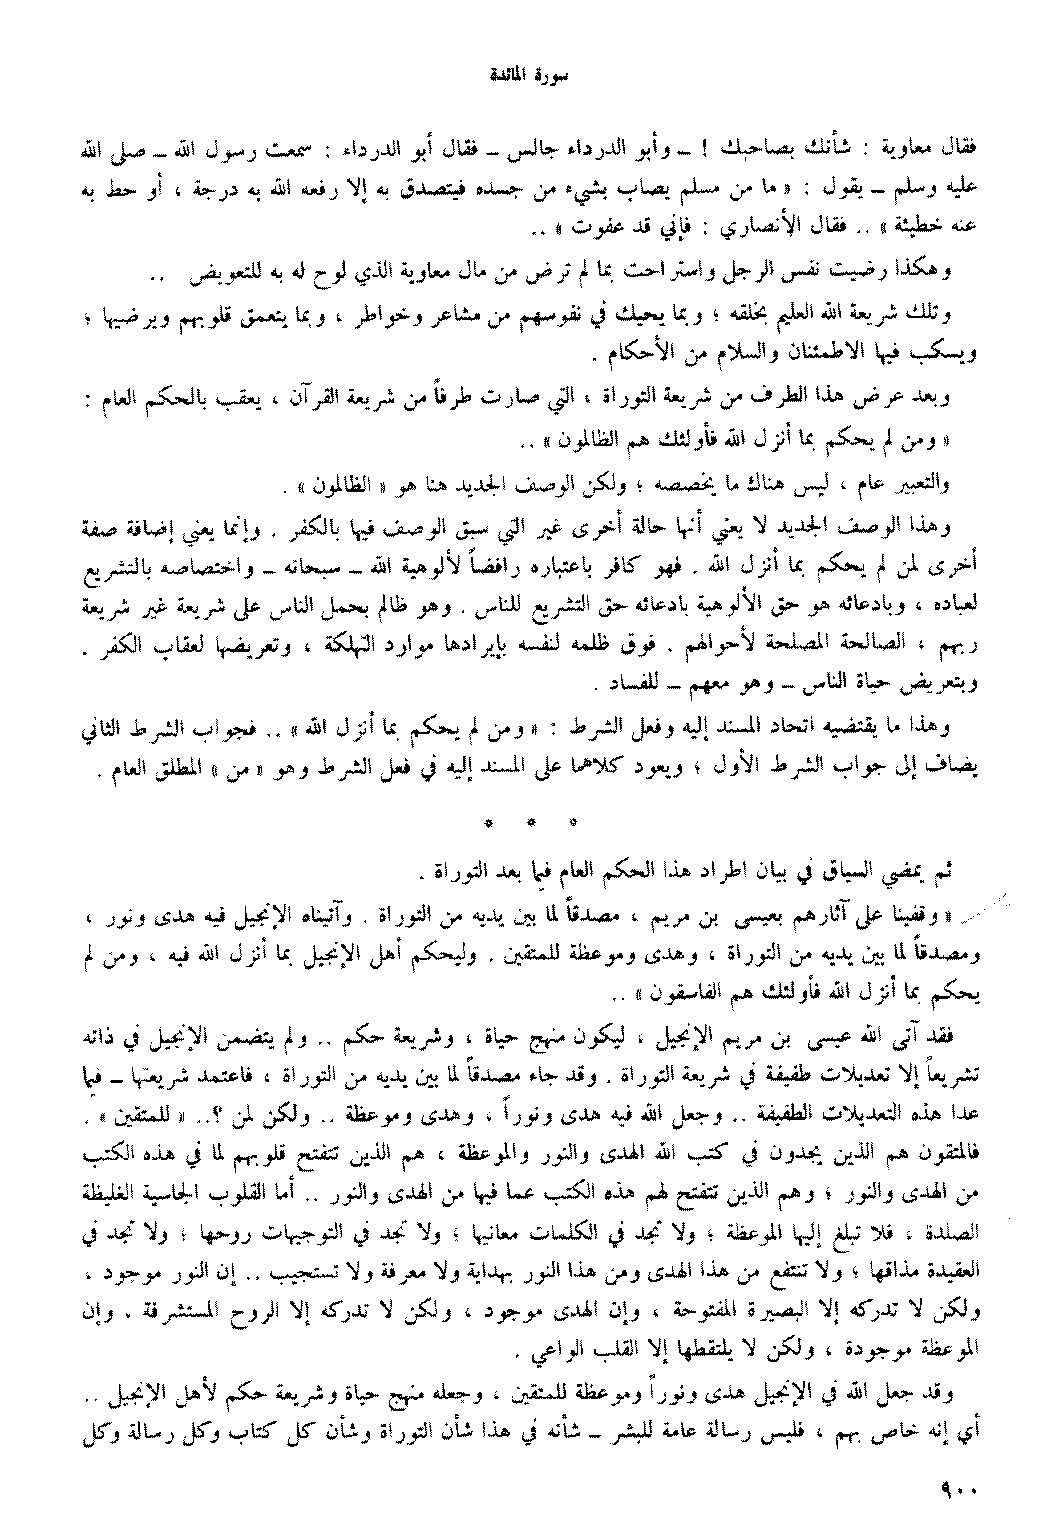 سورة المائدة
فقال معاوية : شأنك بصاحبك ! ـ وأبو الدرداء جالس ـ فقال أبو الدرداء : سمعت رسول الله ـ صلى الله
عليه وسلم ـ يقول : « ما من مسلم يصاب بشيء من جسده فيتصدق به إلا رفعه الله به درجة ، أو حط به
عنه خطيئة » .. فقال الأنصاري : فإني قد عفوت » ..
وهكذا رضيت نفس الرجل واستراحت بما لم ترض من مال معاوية الذي لوح له به للتعويض ..
وتلك شريعة الله العليم بخلقه ؛ وبما يحيك في نفوسهم من مشاعر وخواطر ، وبما يتعمق قلوبهم ويرضيها ؛
ويسكب فيها الاطمئنان والسلام من الأحكام .
وبعد عرض هذا الطرف من شريعة التوراة ، التي صارت طرفاً من شريعة القرآن ، يعقب بالحكم العام :
« ومن لم يحكم بما أنزل الله فأولئك هم الظالمون » ..
والتعبير عام ، ليس هناك ما يخصصه ؛ ولكن الوصف الجديد هنا هو « الظالمون » .
وهذا الوصف الجديد لا يعني أنها حالة أخرى غير التي سبق الوصف فيها بالكفر . وإنما يعني إضافة صفة
أخرى لمن لم يحكم بما أنزل الله . فهو كافر باعتباره رافضاً لألوهية الله ـ سبحانه ـ واختصاصه بالتشريع
لعباده ، وبادعائه هو حق الألوهية بادعائه حق التشريع للناس . وهو ظالم بحمل الناس على شريعة غير شريعة
ربهم ، الصالحة المصلحة لأحوالهم . فوق ظلمه لنفسه بإيرادها موارد التهلكة ، وتعريضها لعقاب الكفر .
وبتعريض حياة الناس ـ وهو معهم ـ للفساد .
وهذا ما يقتضيه اتحاد المسند إليه وفعل الشرط : « ومن لم يحكم بما أنزل الله » .. فجواب الشرط الثاني
يضاف إلى جواب الشرط الأول ؛ ويعود كلاهما على المسند إليه في فعل الشرط وهو « من » المطلق العام .
* * *
ثم يمضي السياق في بيان اطراد هذا الحكم العام فيما بعد التوراة .
« وقفينا على آثارهم بعيسى بن مريم ، مصدقاً لما بين يديه من التوراة . وآتيناه الإنجيل فيه هدى ونور ،
ومصدقاً لما بين يديه من التوراة ، وهدى وموعظة للمتقين . وليحكم أهل الإنجيل بما أنزل الله فيه ، ومن لم
يحكم بما أنزل الله فأولئك هم الفاسقون » ..
فقد آتى الله عيسى بن مريم الإنجيل ، ليكون منهج حياة ، وشريعة حكم .. ولم يتضمن الإنجيل في ذاته
تشريعاً إلا تعديلات طفيفة في شريعة التوراة . وقد جاء مصدقاً لما بين يديه من التوراة ، فاعتمد شريعتها ـ فيما
عدا هذه التعديلات الطفيفة .. وجعل الله فيه هدى ونوراً ، وهدى وموعظة .. ولكن لمن ؟.. « للمتقين » .
فالمتقون هم الذين يجدون في كتب الله الهدى والنور والموعظة ، هم الذين تتفتح قلوبهم لما في هذه الكتب
من الهدى والنور ؛ وهم الذين تتفتح لهم هذه الكتب عما فيها من الهدى والنور .. أما القلوب الجاسية الغليظة
الصلدة ، فلا تبلغ إليها الموعظة ؛ ولا تجد في الكلمات معانيها ؛ ولا تجد في التوجيهات روحها ؛ ولا تجد في
العقيدة مذاقها ؛ ولا تنتفع من هذا الهدى ومن هذا النور بهداية ولا معرفة ولا تستجيب .. إن النور موجود ،
ولكن لا تدركه إلا البصيرة المفتوحة ، وإن الهدى موجود ، ولكن لا تدركه إلا الروح المستشرفة . وإن
الموعظة موجودة ، ولكن لا يلتقطها إلا القلب الواعي .
وقد جعل الله في الإنجيل هدى ونوراً وموعظة للمتقين ، وجعله منهج حياة وشريعة حكم لأهل الإنجيل ..
أي إنه خاص بهم ، فليس رسالة عامة للبشر ـ شأنه في هذا شأن التوراة وشأن كل كتاب وكل رسالة وكل
٩٠٠